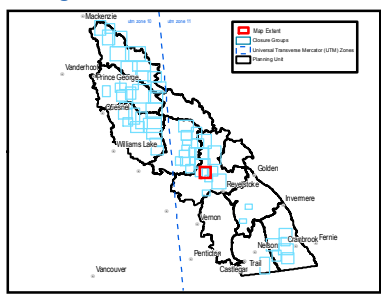 Mackenzie
utm zone 10 utm zone 11
Map Extent
Closure Groups
Universal Transverse Mercator (UTM) Zones
Planning Unit
Vanderhoof
Prince George
Quesnel
Williams Lake
Golden
Revelstoke
Invermere
Vernon
Nelson
Cranbrook
Fernie
Penticton
Castlegar
Trail
Vancouver